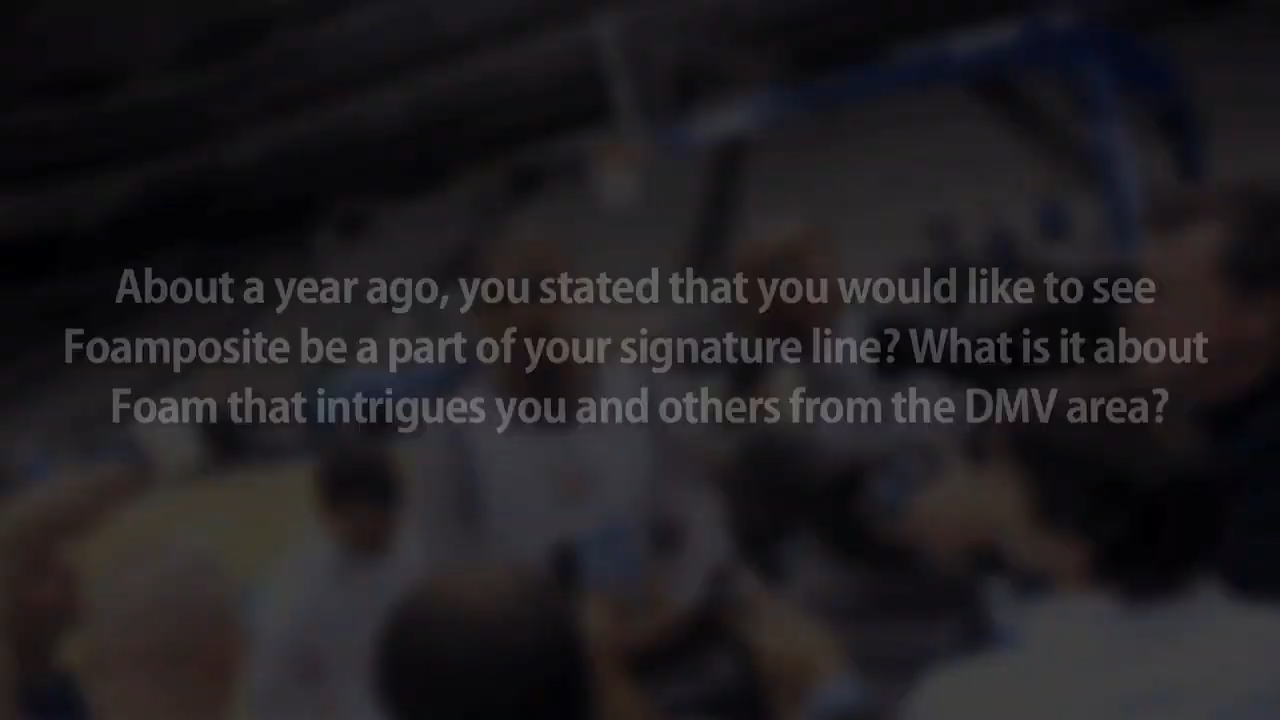 About a year ago, you stated that you would like to see
Foamposite be a part of your signature line? What is it about
Foam that intrigues you and others from the DMV area?